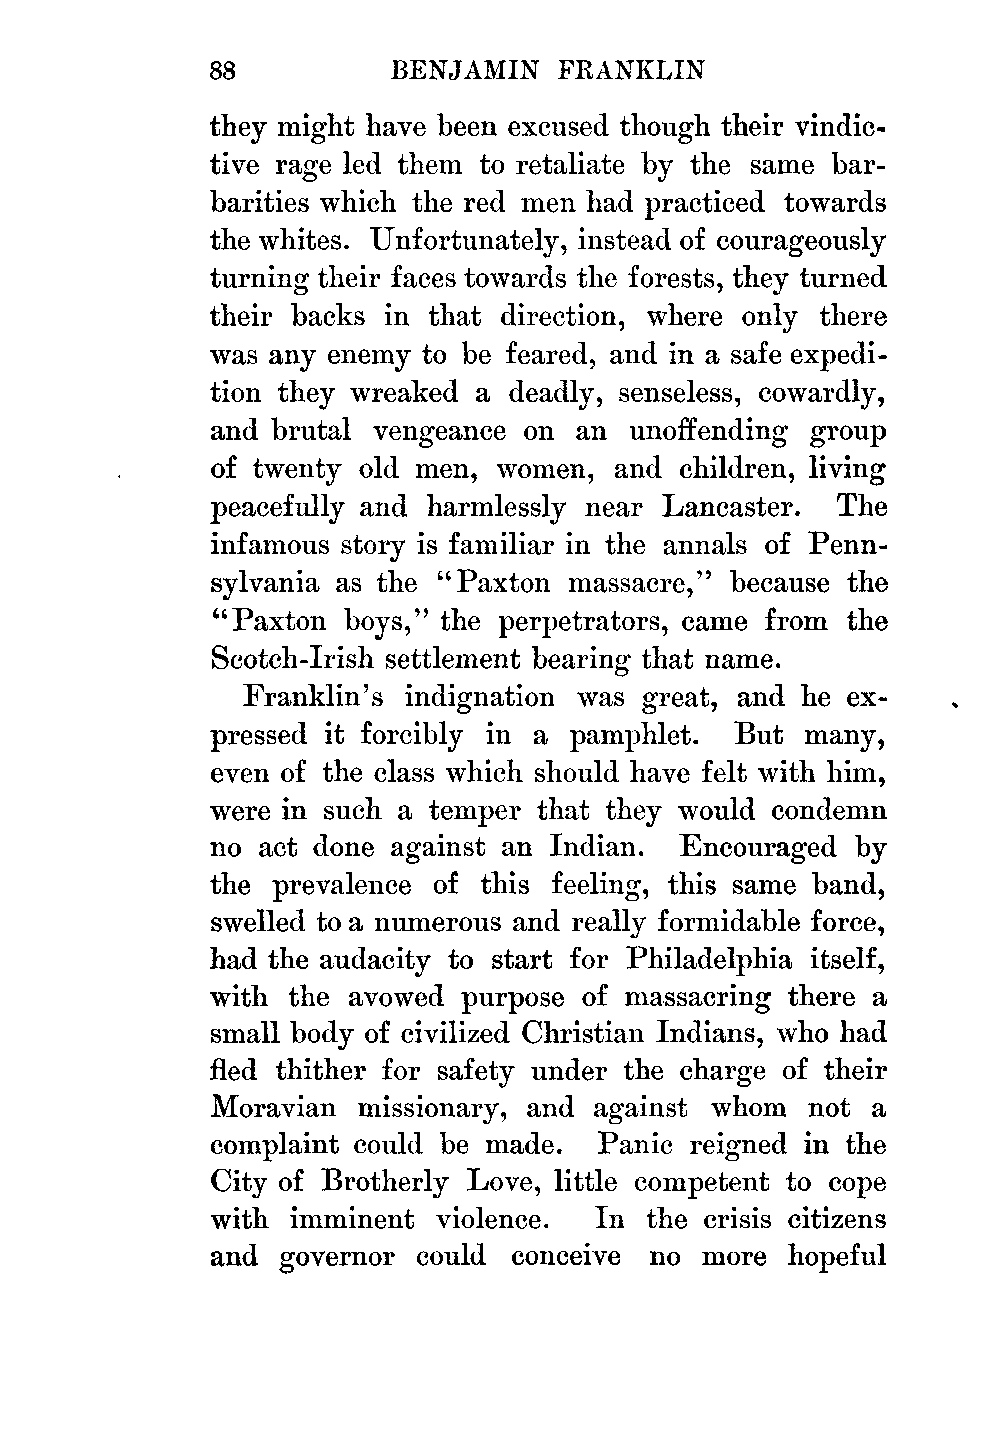 88 BENJAMIN FRANKLIN
they might have been excused though their vindic-
tive rage led them to retaliate by the same bar-
barities which the red men had practiced towards
the whites. Unfortunately, instead of courageously
turning their faces towards the forests, they turned
their backs in that direction, where only there
was any enemy to be feared, and in a safe expedi-
tion they wreaked a deadly, senseless, cowardly,
and brutal vengeance on an unoffending group
of twenty old men, women, and children, living
peacefully and harmlessly near Lancaster. The
infamous story is familiar in the annals of Penn-
sylvania as the “Paxton massacre,” because the
“Paxton boys,” the perpetrators, came from the
Scotch-Irish settlement bearing that name.
Franklin's indignation was great, and he ex-
pressed it forcibly in a pamphlet. But many,
even of the class which should have felt with him,
were in such a temper that they would condemn
no act done against an Indian. Encouraged by
the prevalence of this feeling, this same band,
swelled to a numerous and really formidable force,
had the audacity to start for Philadelphia itself,
with the avowed purpose of massacring there a
small body of civilized Christian Indians, who had
fled thither for safety under the charge of their
Moravian missionary, and against whom not a
complaint could be made. Panic reigned in the
City of Brotherly Love, little competent to cope
with imminent violence. In the crisis citizens
and governor could conceive no more hopeful